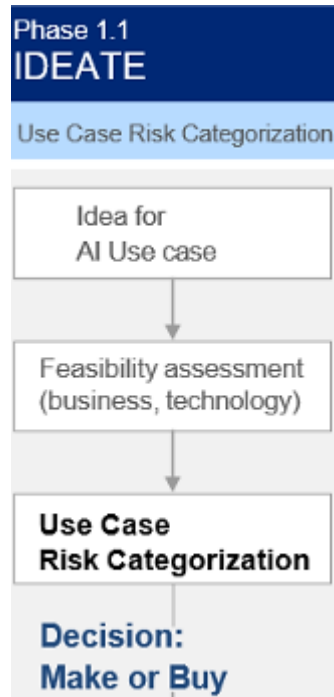 Phase 1.1
IDEATE
Use Case Risk Categorization
Idea for
AI Use case
Feasibility assessment
(business, technology)
Use Case
Risk Categorization
Decision:
Make or Buy